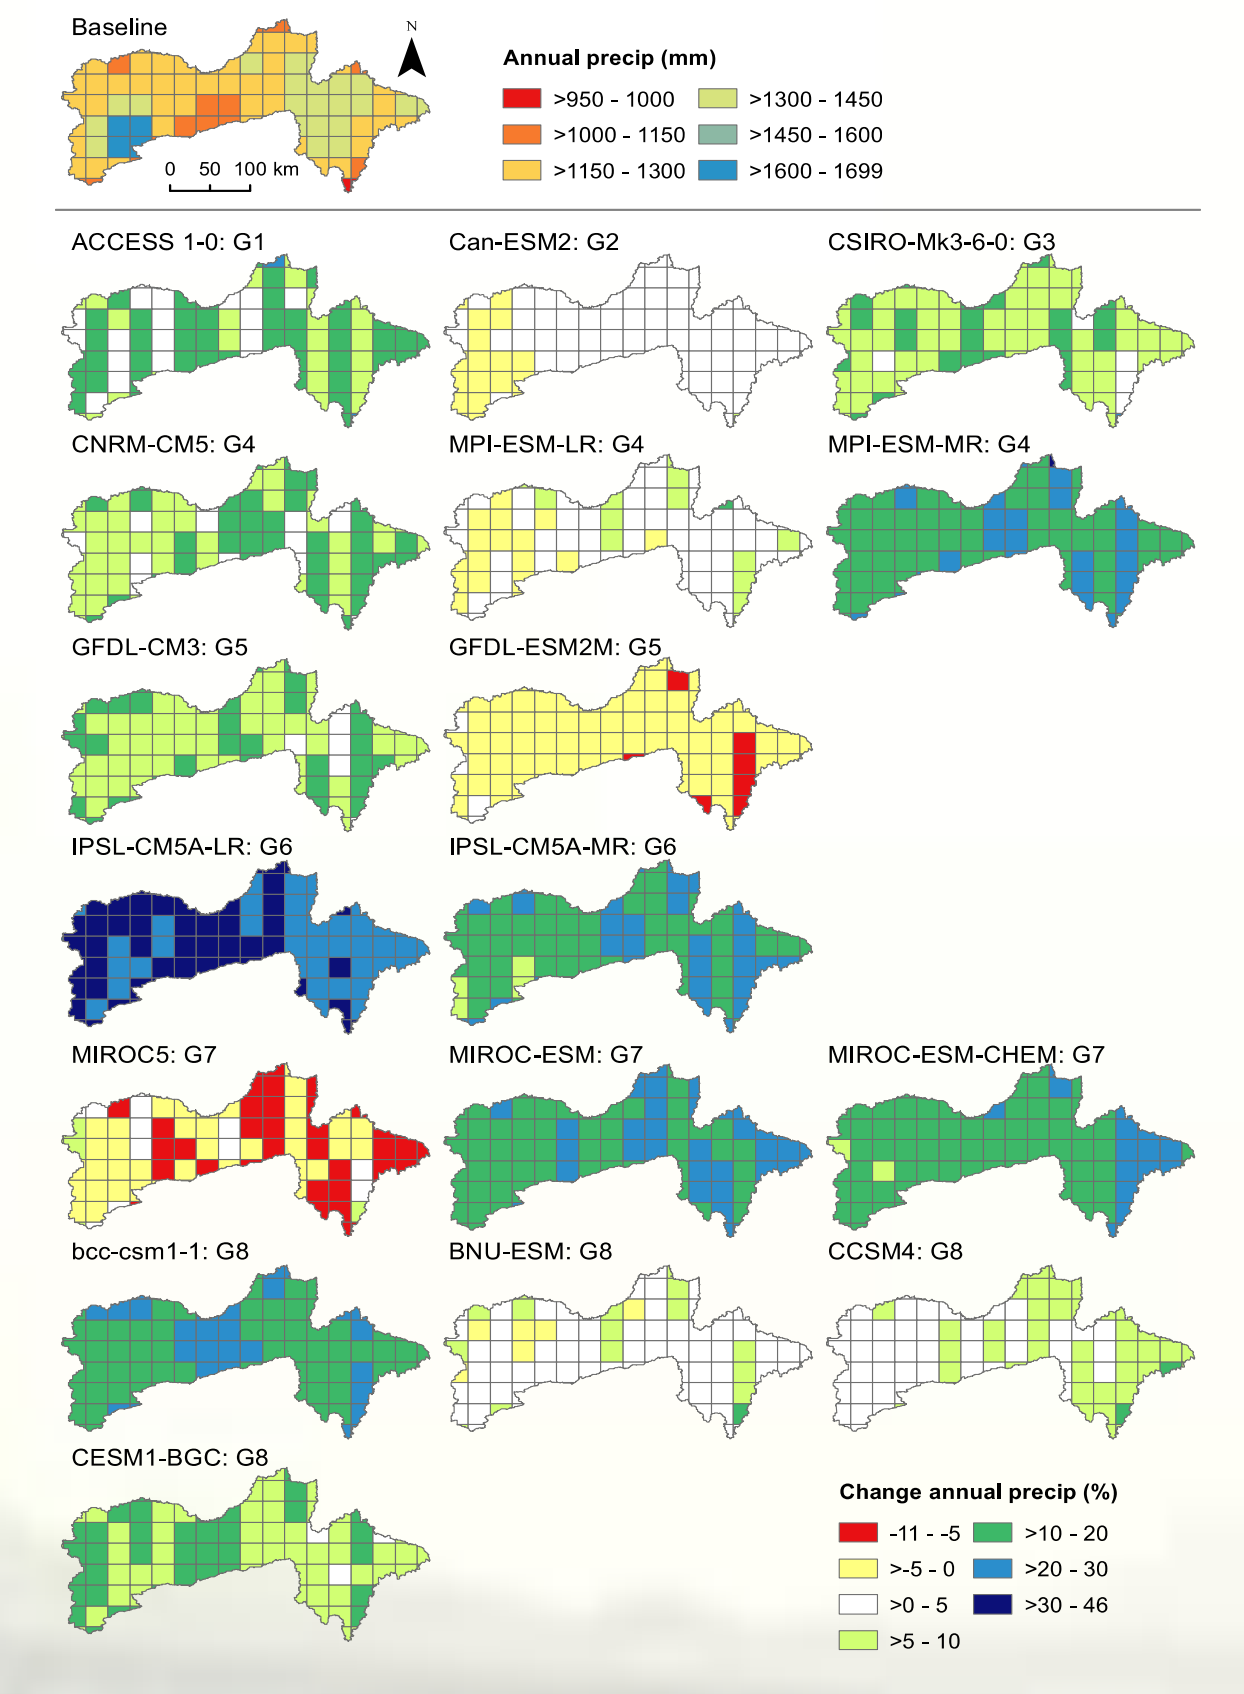 Baseline
N
0 50 100 km
Annual precip (mm)
>950 - 1000
>1300 - 1450
>1000 - 1150
>1450 - 1600
>1150 - 1300
>1600 - 1699
ACCESS 1-0: G1
Can-ESM2: G2
CSIRO-Mk3-6-0: G3
CNRM-CM5: G4
MPI-ESM-LR: G4
MPI-ESM-MR: G4
GFDL-CM3: G5
GFDL-ESM2M: G5
IPSL-CM5A-LR: G6
IPSL-CM5A-MR: G6
MIROC5: G7
MIROC-ESM: G7
MIROC-ESM-CHEM: G7
bcc-csm1-1: G8
BNU-ESM: G8
CCSM4: G8
CESM1-BGC: G8
Change annual precip (%)
-11 - -5
>10 - 20
>-5 - 0
>20 - 30
>0 - 5
>30 - 46
>5 - 10